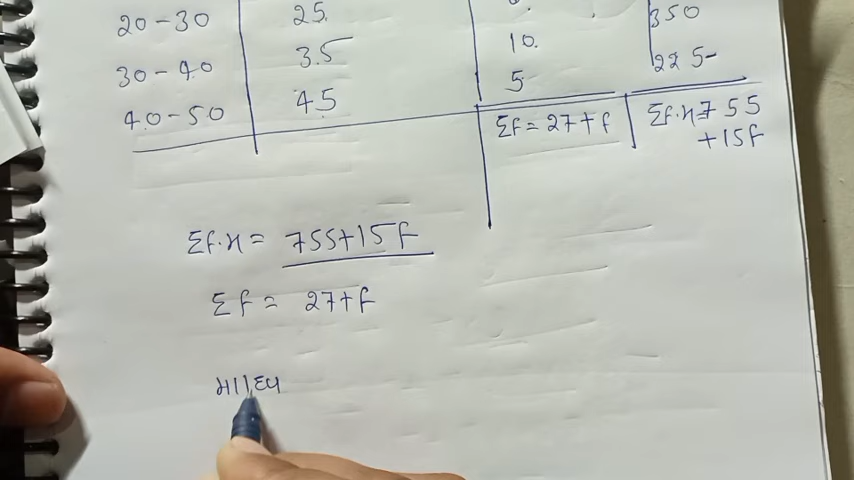 20-30 25. 350
30-40 35 10. 225
40-50 45 5
Σf = 27+f Σf.x = 755
+15f
Σf.x = 755+15f
Σf = 27+f